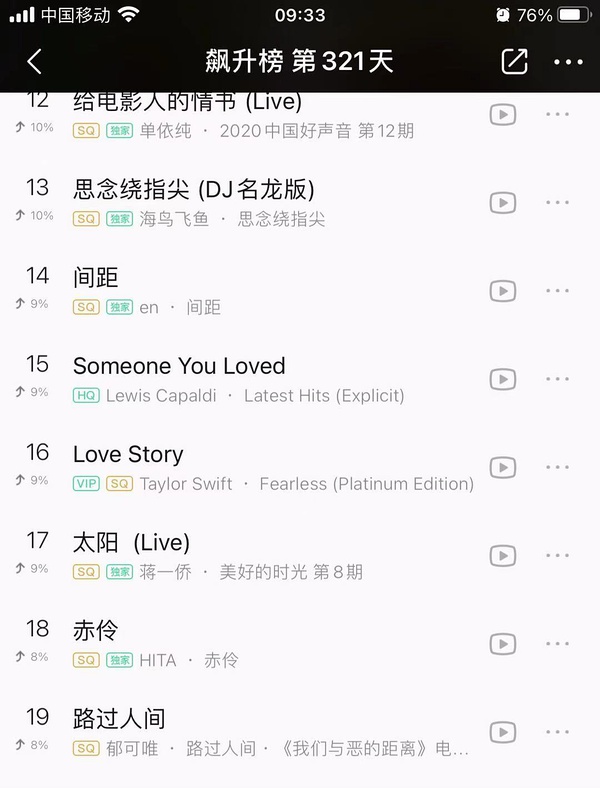 中国移动 09:33 76%
飙升榜 第321天
12 给电影人的情书 (Live)
10% SQ 独家 单依纯 · 2020中国好声音 第12期
13 思念绕指尖 (DJ名龙版)
10% SQ 独家 海鸟飞鱼 · 思念绕指尖
14 间距
9% SQ 独家 en · 间距
15 Someone You Loved
9% HQ Lewis Capaldi · Latest Hits (Explicit)
16 Love Story
9% VIP SQ Taylor Swift · Fearless (Platinum Edition)
17 太阳 (Live)
9% SQ 独家 蒋一侨 · 美好的时光 第8期
18 赤伶
8% SQ 独家 HITA · 赤伶
19 路过人间
8% SQ 郁可唯 · 路过人间 · 《我们与恶的距离》电...